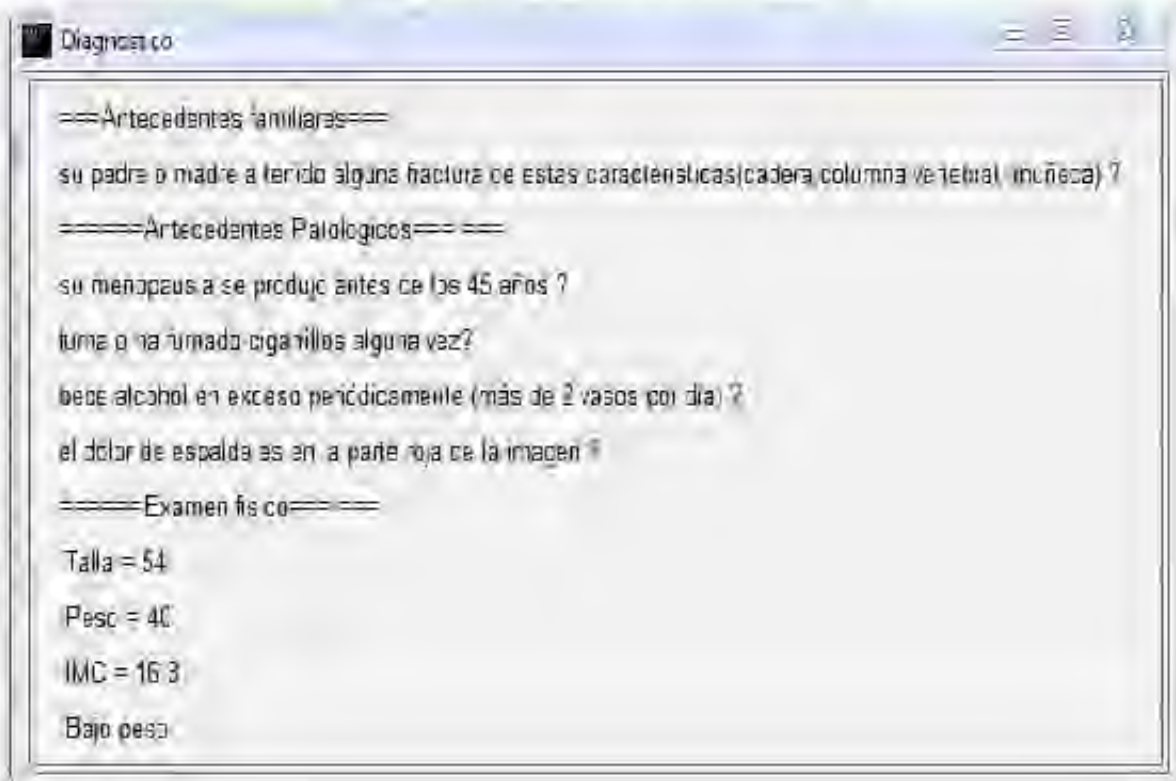 Diagnostico
===Antecedentes familiares===
su padre o madre a tenido alguna fractura de estas caracteristicas(cadera,columna vertebral, muñeca) ?
======Antecedentes Patologicos======
su menopausia se produjo antes de los 45 años ?
fuma o ha fumado cigarrillos alguna vez?
bebe alcohol en exceso periódicamente (más de 2 vasos por dia) ?
el dolor de espalda es en la parte roja de la imagen ?
======Examen fisico======
Talla = 54
Peso = 40
IMC = 16.8
Bajo peso